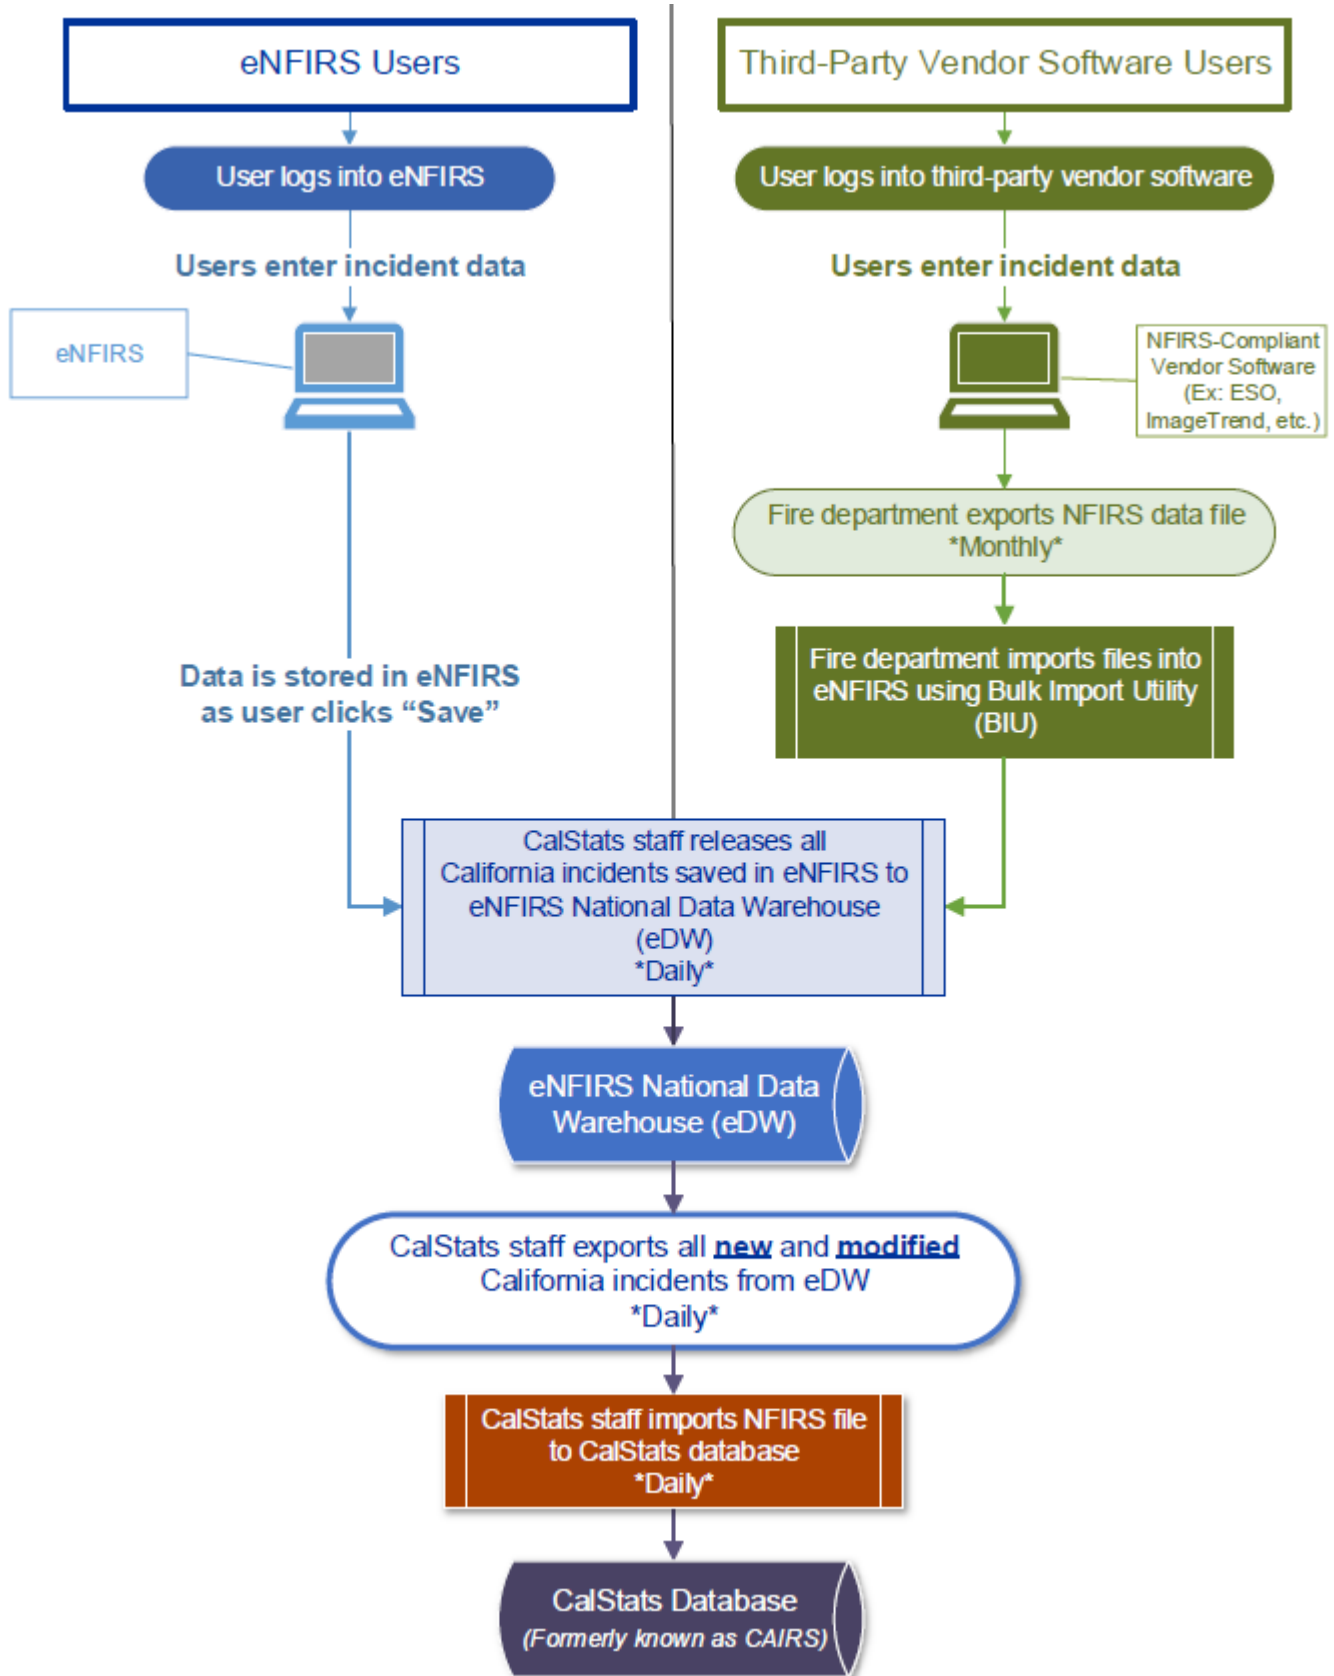 eNFIRS Users
User logs into eNFIRS
Users enter incident data
eNFIRS
Data is stored in eNFIRS
as user clicks “Save”
Third-Party Vendor Software Users
User logs into third-party vendor software
Users enter incident data
NFIRS-Compliant
Vendor Software
(Ex: ESO,
ImageTrend, etc.)
Fire department exports NFIRS data file
*Monthly*
Fire department imports files into
eNFIRS using Bulk Import Utility
(BIU)
CalStats staff releases all
California incidents saved in eNFIRS to
eNFIRS National Data Warehouse
(eDW)
*Daily*
eNFIRS National Data
Warehouse (eDW)
CalStats staff exports all new and modified
California incidents from eDW
*Daily*
CalStats staff imports NFIRS file
to CalStats database
*Daily*
CalStats Database
(Formerly known as CAIRS)